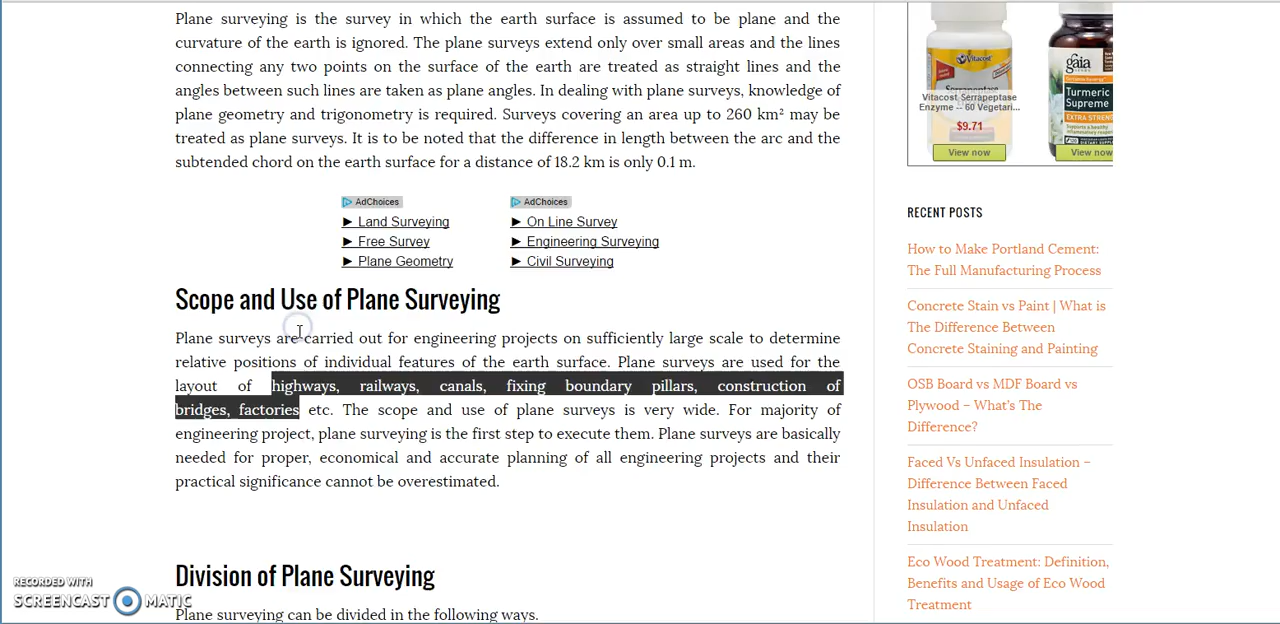 Plane surveying is the survey in which the earth surface is assumed to be plane and the
curvature of the earth is ignored. The plane surveys extend only over small areas and the lines
connecting any two points on the surface of the earth are treated as straight lines and the
angles between such lines are taken as plane angles. In dealing with plane surveys, knowledge of
plane geometry and trigonometry is required. Surveys covering an area up to 260 km² may be
treated as plane surveys. It is to be noted that the difference in length between the arc and the
subtended chord on the earth surface for a distance of 18.2 km is only 0.1 m.
AdChoices
► Land Surveying
► Free Survey
► Plane Geometry
AdChoices
► On Line Survey
► Engineering Surveying
► Civil Surveying
Scope and Use of Plane Surveying
Plane surveys are carried out for engineering projects on sufficiently large scale to determine
relative positions of individual features of the earth surface. Plane surveys are used for the
layout of highways, railways, canals, fixing boundary pillars, construction of
bridges, factories etc. The scope and use of plane surveys is very wide. For majority of
engineering project, plane surveying is the first step to execute them. Plane surveys are basically
needed for proper, economical and accurate planning of all engineering projects and their
practical significance cannot be overestimated.
Division of Plane Surveying
Plane surveying can be divided in the following ways.
Vitacost
Vitacost Serrapeptase
Enzyme -- 60 Vegetari...
$9.71
View now
gaia
Turmeric
Supreme
EXTRA STREN
View now
RECENT POSTS
How to Make Portland Cement:
The Full Manufacturing Process
Concrete Stain vs Paint | What is
The Difference Between
Concrete Staining and Painting
OSB Board vs MDF Board vs
Plywood – What's The
Difference?
Faced Vs Unfaced Insulation –
Difference Between Faced
Insulation and Unfaced
Insulation
Eco Wood Treatment: Definition,
Benefits and Usage of Eco Wood
Treatment
RECORDED WITH
SCREENCAST MATIC